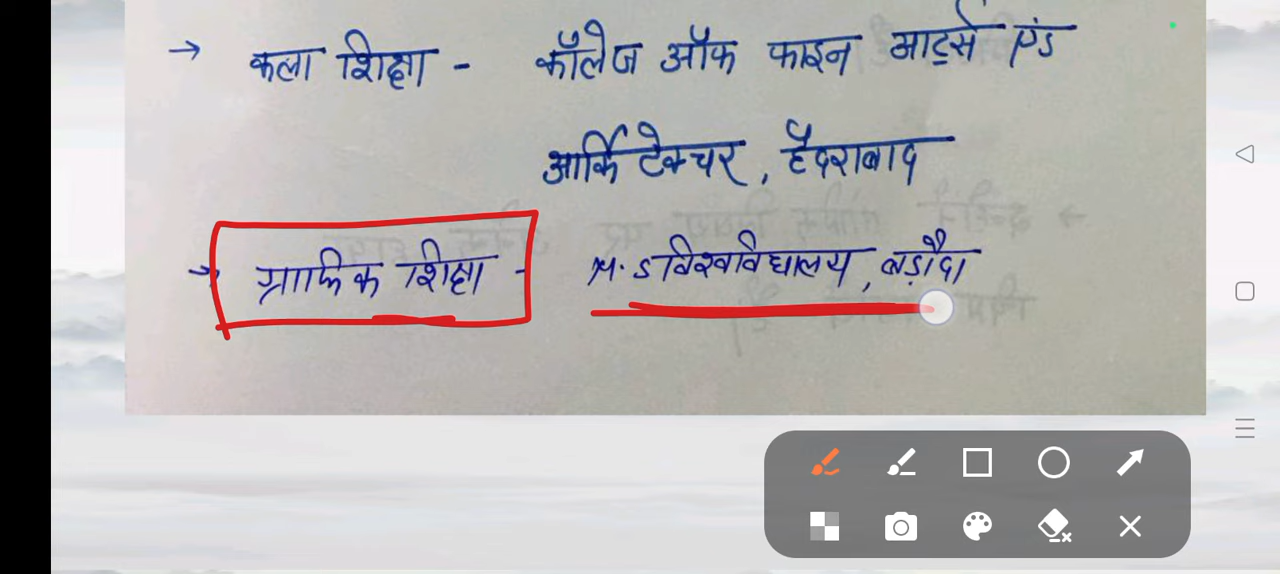 → कला शिक्षा - कॉलेज ऑफ फाइन आर्ट्स एंड
आर्किटेक्चर, हैदराबाद
→ ग्राफिक शिक्षा - M.S विश्वविद्यालय, बड़ौदा